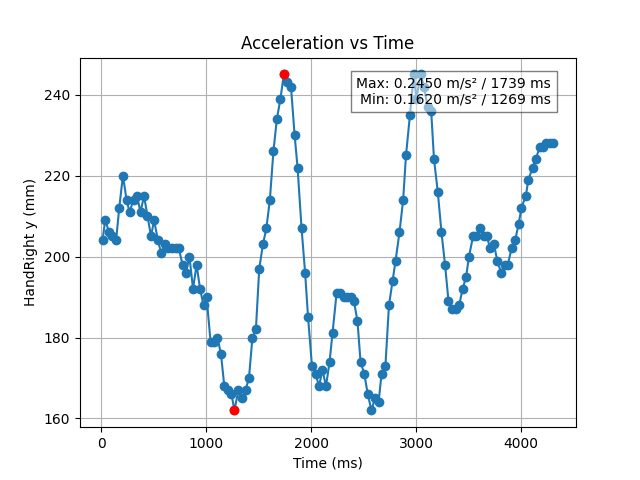 Acceleration vs Time
Max: 0.2450 m/s² / 1739 ms
Min: 0.1620 m/s² / 1269 ms
HandRight y (mm)
240
220
200
180
160
0
1000
2000
3000
4000
Time (ms)